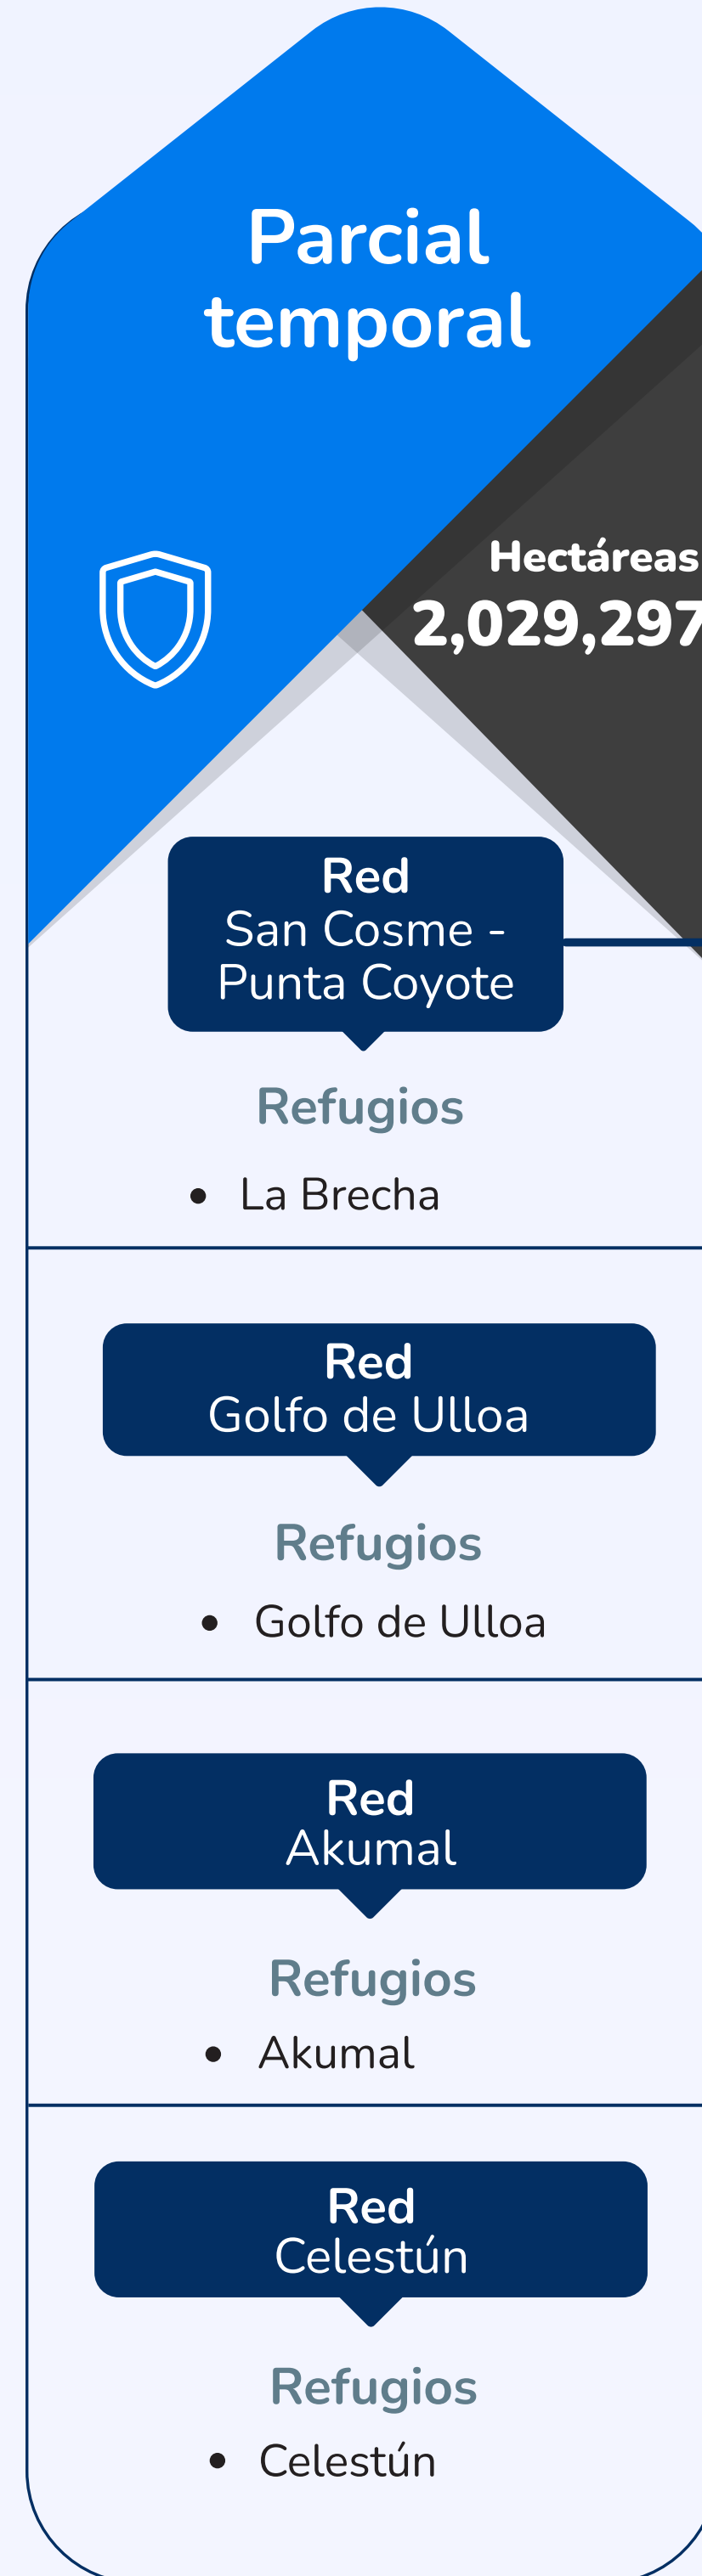 Parcial
temporal
Hectáreas
2,029,297
Red
San Cosme -
Punta Coyote
Refugios
• La Brecha
Red
Golfo de Ulloa
Refugios
• Golfo de Ulloa
Red
Akumal
Refugios
• Akumal
Red
Celestún
Refugios
• Celestún